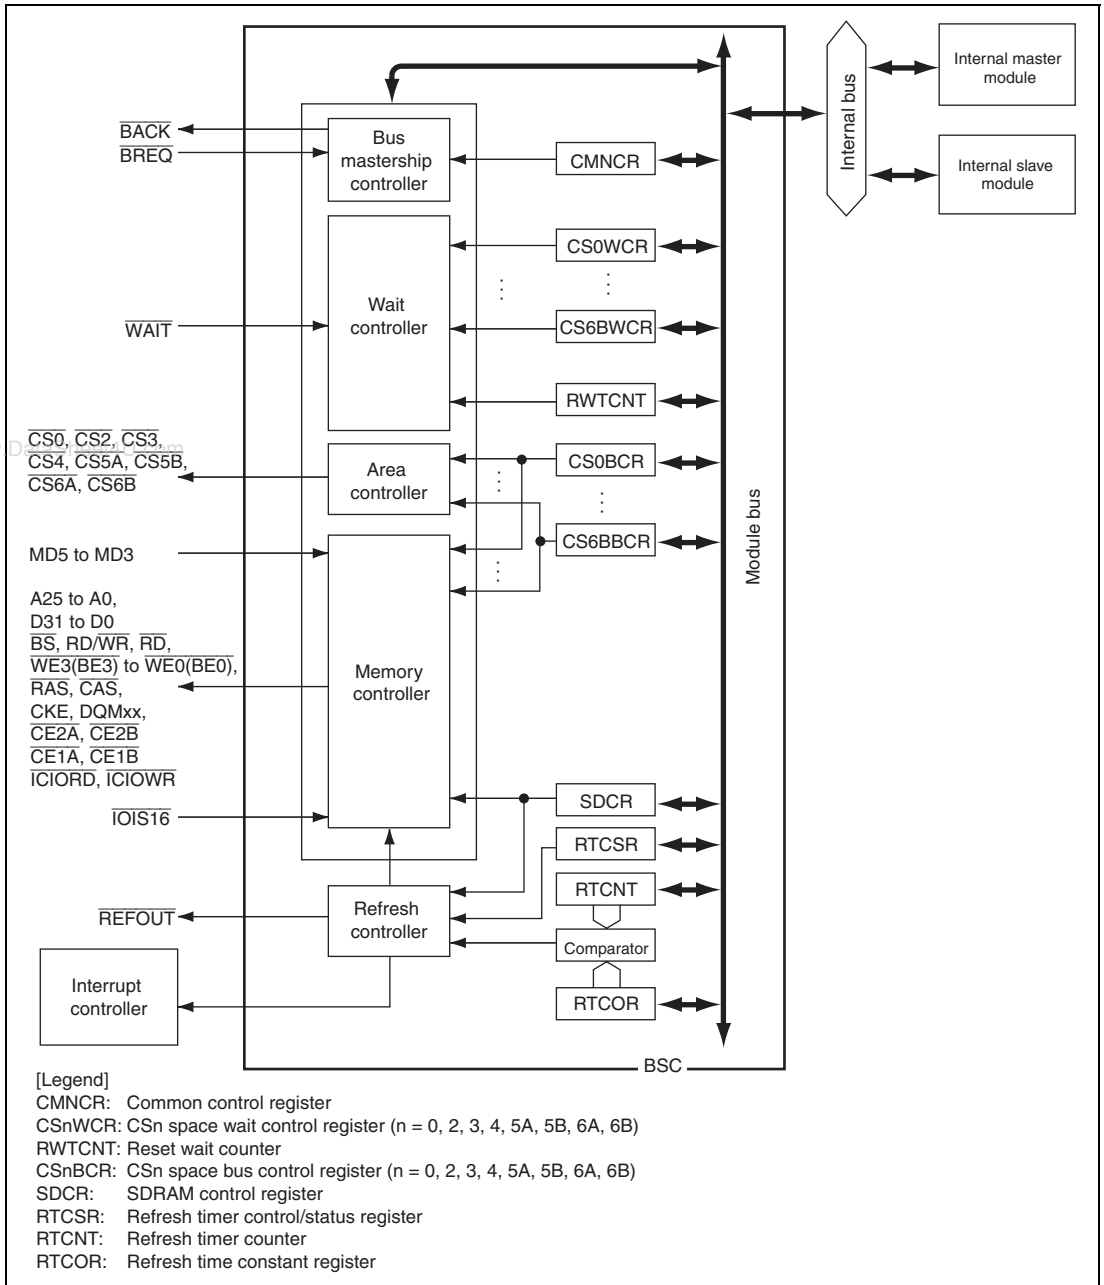 BACK
BREQ
Bus
mastership
controller
CMNCR
Internal bus
Internal master
module
Internal slave
module
CS0WCR
Wait
controller
WAIT
CS6BWCR
RWTCNT
CS0, CS2, CS3,
CS4, CS5A, CS5B,
CS6A, CS6B
Area
controller
CS0BCR
CS6BBCR
Module bus
MD5 to MD3
A25 to A0,
D31 to D0
BS, RD/WR, RD,
WE3(BE3) to WE0(BE0),
RAS, CAS,
CKE, DQMxx,
CE2A, CE2B
CE1A, CE1B
ICIORD, ICIOWR
Memory
controller
IOIS16
SDCR
RTCSR
RTCNT
Comparator
RTCOR
REFOUT
Refresh
controller
Interrupt
controller
BSC
[Legend]
CMNCR: Common control register
CSnWCR: CSn space wait control register (n = 0, 2, 3, 4, 5A, 5B, 6A, 6B)
RWTCNT: Reset wait counter
CSnBCR: CSn space bus control register (n = 0, 2, 3, 4, 5A, 5B, 6A, 6B)
SDCR: SDRAM control register
RTCSR: Refresh timer control/status register
RTCNT: Refresh timer counter
RTCOR: Refresh time constant register